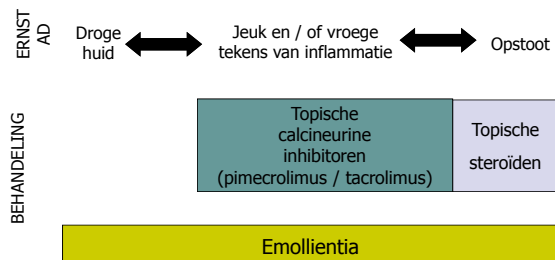 ERNST
AD
Droge
huid
Jeuk en / of vroege
tekens van inflammatie
Opstoot
BEHANDELING
Topische
calcineurine
inhibitoren
(pimecrolimus / tacrolimus)
Topische
steroïden
Emollientia